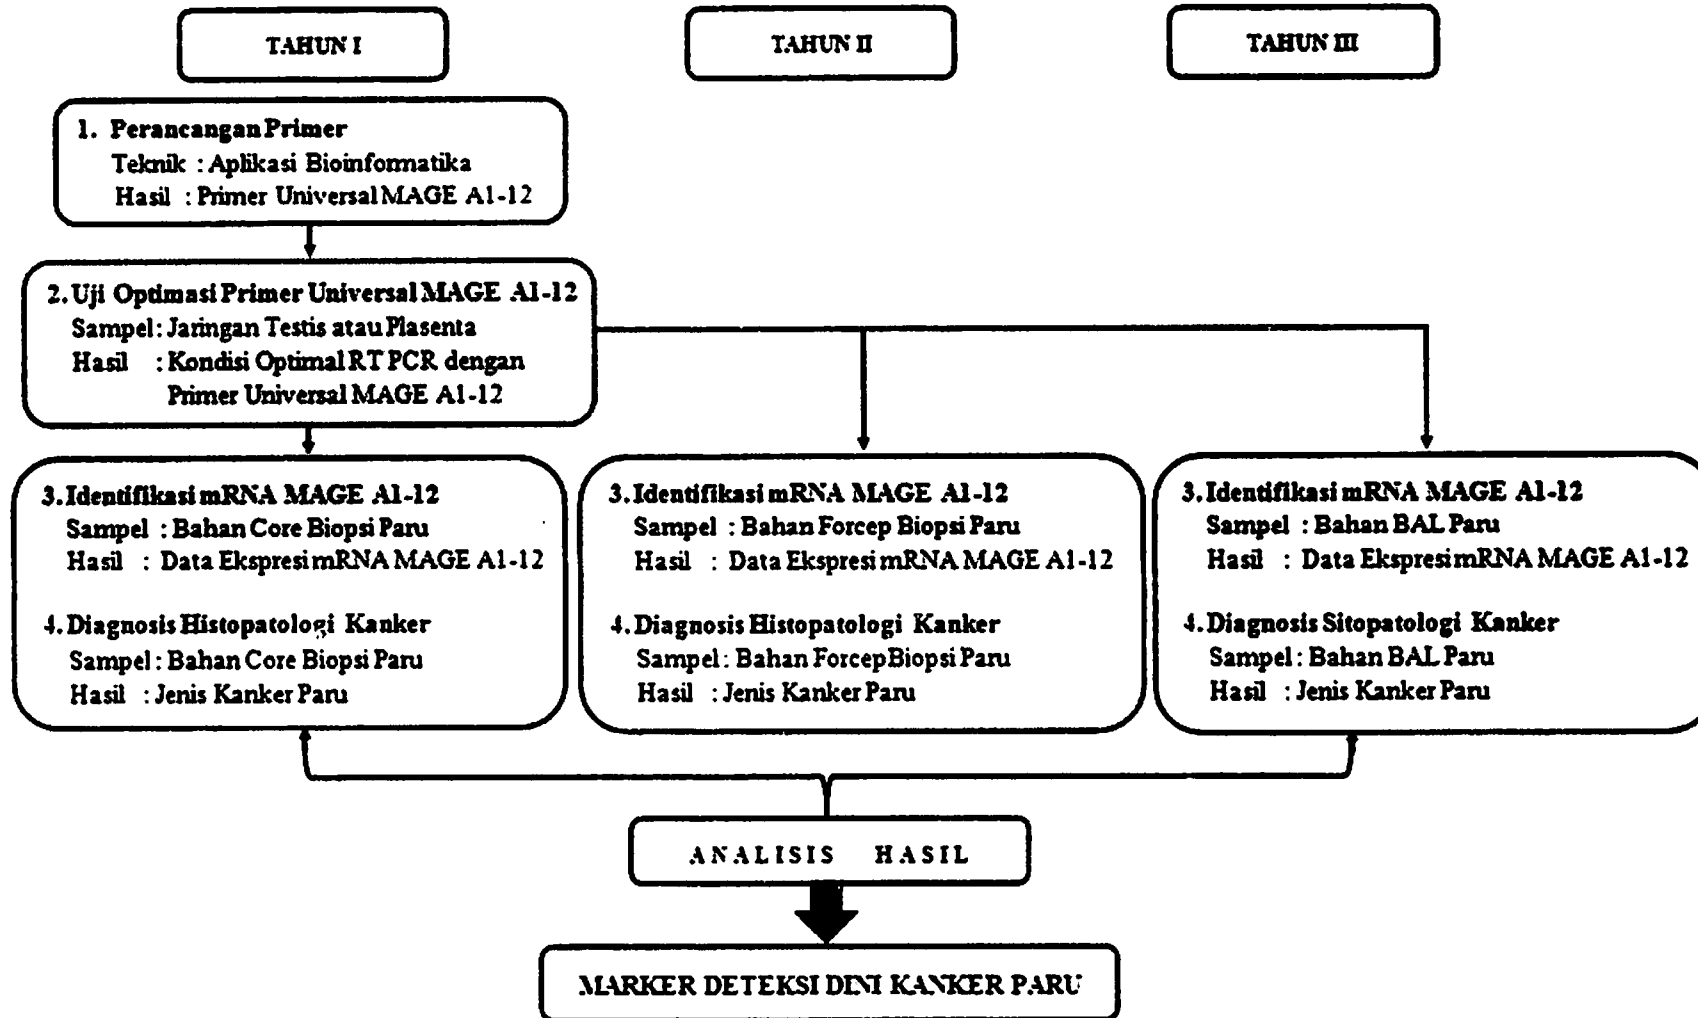 TAHUN I
TAHUN II
TAHUN III
1. Perancangan Primer
Teknik : Aplikasi Bioinformatika
Hasil : Primer Universal MAGE A1-12
2. Uji Optimasi Primer Universal MAGE A1-12
Sampel : Jaringan Testis atau Plasenta
Hasil : Kondisi Optimal RT PCR dengan
Primer Universal MAGE A1-12
3. Identifikasi mRNA MAGE A1-12
Sampel : Bahan Core Biopsi Paru
Hasil : Data Ekspresi mRNA MAGE A1-12
4. Diagnosis Histopatologi Kanker
Sampel : Bahan Core Biopsi Paru
Hasil : Jenis Kanker Paru
3. Identifikasi mRNA MAGE A1-12
Sampel : Bahan Forcep Biopsi Paru
Hasil : Data Ekspresi mRNA MAGE A1-12
4. Diagnosis Histopatologi Kanker
Sampel : Bahan Forcep Biopsi Paru
Hasil : Jenis Kanker Paru
3. Identifikasi mRNA MAGE A1-12
Sampel : Bahan BAL Paru
Hasil : Data Ekspresi mRNA MAGE A1-12
4. Diagnosis Sitopatologi Kanker
Sampel : Bahan BAL Paru
Hasil : Jenis Kanker Paru
ANALISIS HASIL
MARKER DETEKSI DINI KANKER PARU